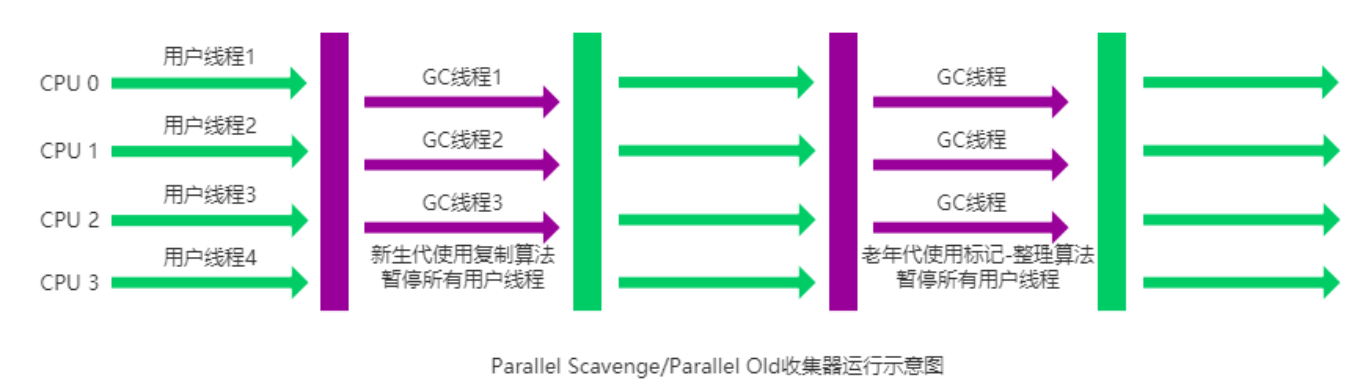 用户线程1
CPU 0
GC线程1
GC线程
用户线程2
CPU 1
GC线程2
GC线程
用户线程3
CPU 2
GC线程3
GC线程
用户线程4
CPU 3
新生代使用复制算法
暂停所有用户线程
老年代使用标记-整理算法
暂停所有用户线程
Parallel Scavenge/Parallel Old收集器运行示意图